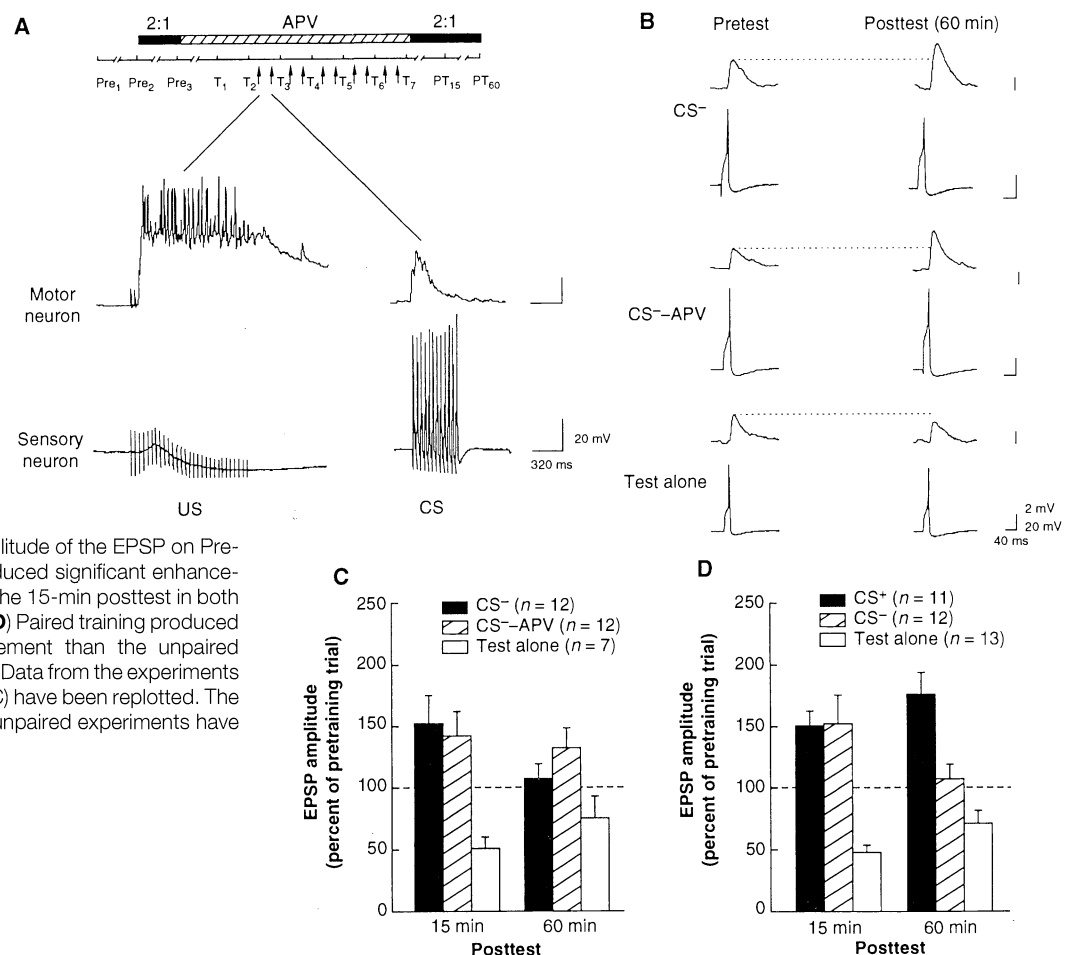 A
2:1 APV 2:1
Pre1 Pre2 Pre3 T1 T2 T3 T4 T5 T6 T7 PT15 PT60
Motor
neuron
Sensory
neuron
20 mV
320 ms
US CS
B
Pretest Posttest (60 min)
CS–
CS––APV
Test alone
2 mV
20 mV
40 ms
litude of the EPSP on Pre-
duced significant enhance-
he 15-min posttest in both
D) Paired training produced
ement than the unpaired
Data from the experiments
C) have been replotted. The
unpaired experiments have
C
CS– (n = 12)
CS––APV (n = 12)
Test alone (n = 7)
EPSP amplitude
(percent of pretraining trial)
250
200
150
100
50
0
15 min 60 min
Posttest
D
CS+ (n = 11)
CS– (n = 12)
Test alone (n = 13)
EPSP amplitude
(percent of pretraining trial)
250
200
150
100
50
0
15 min 60 min
Posttest